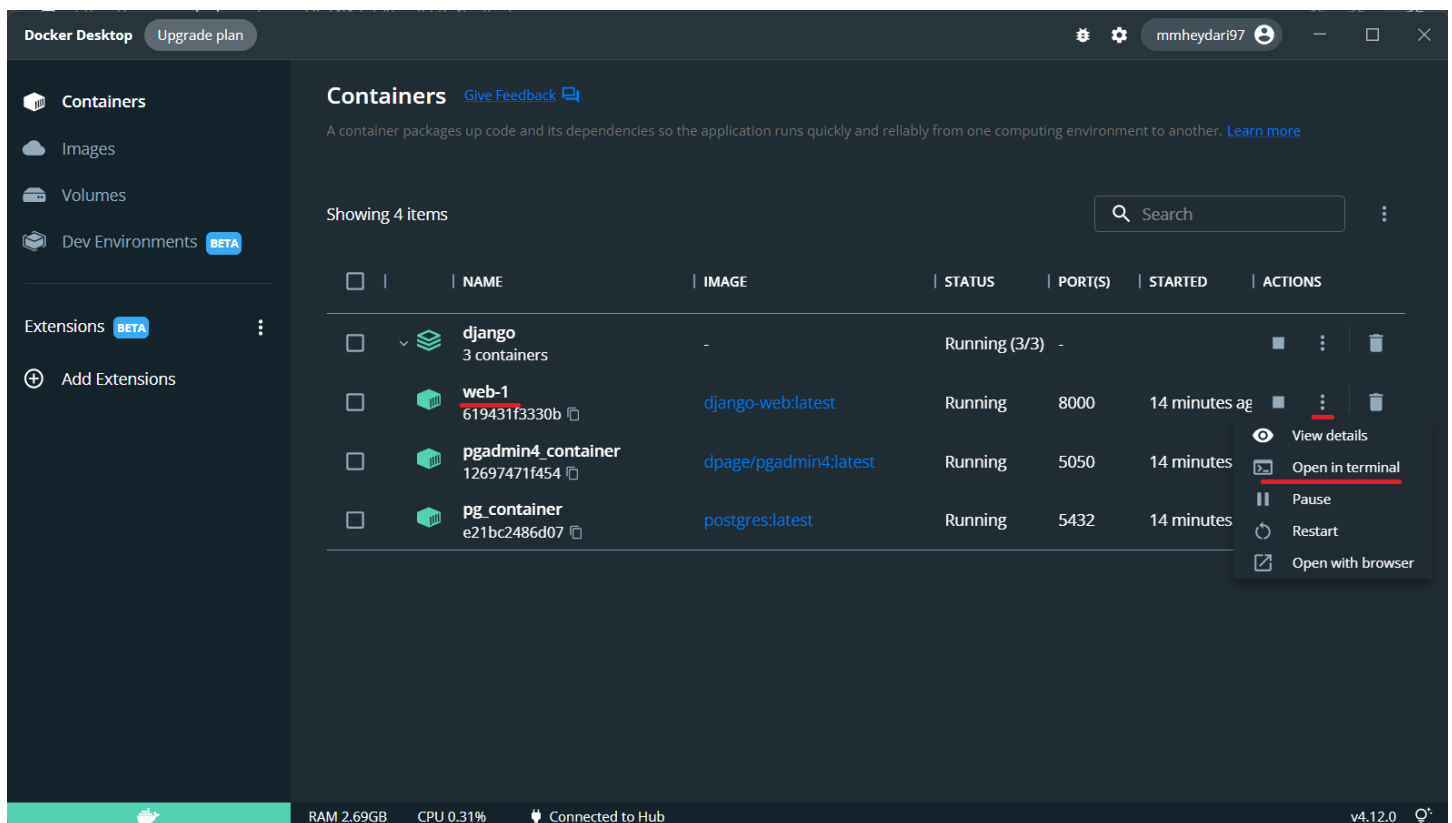 Docker Desktop Upgrade plan mmheydari97
Containers
Images
Volumes
Dev Environments BETA
Extensions BETA
Add Extensions
Containers Give Feedback
A container packages up code and its dependencies so the application runs quickly and reliably from one computing environment to another. Learn more
Showing 4 items Search
NAME IMAGE STATUS PORT(S) STARTED ACTIONS
django
3 containers - Running (3/3) -
web-1
619431f3330b django-web:latest Running 8000 14 minutes ag
pgadmin4_container
12697471f454 dpage/pgadmin4:latest Running 5050 14 minutes
pg_container
e21bc2486d07 postgres:latest Running 5432 14 minutes
View details
Open in terminal
Pause
Restart
Open with browser
RAM 2.69GB CPU 0.31% Connected to Hub v4.12.0